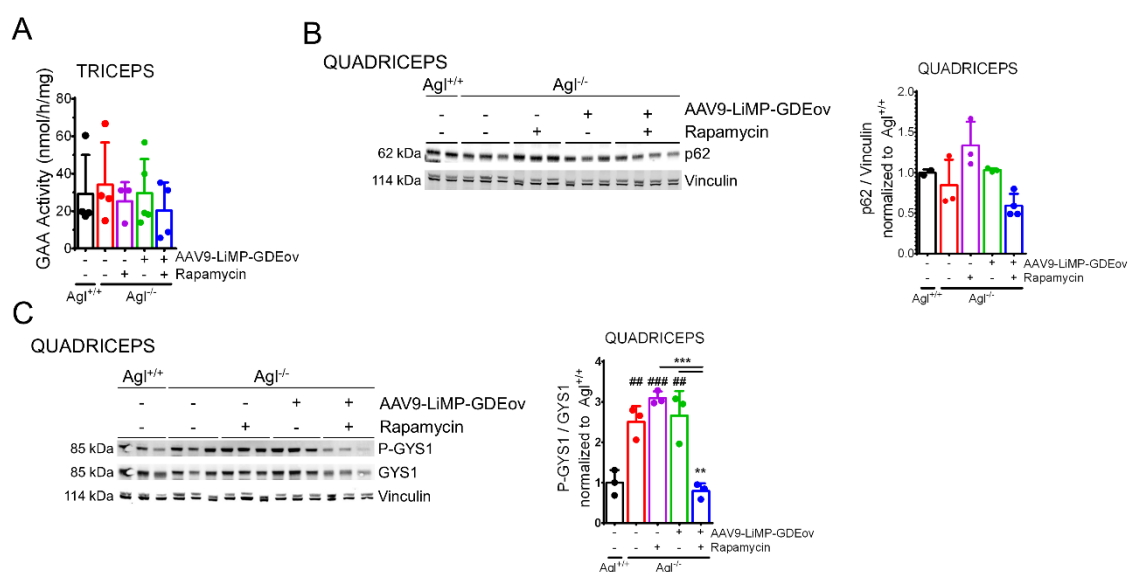 A
TRICEPS
GAA Activity (nmol/h/mg)
80
60
40
20
0
- - - + + AAV9-LiMP-GDEov
- - + - + Rapamycin
Agl+/+ Agl-/-
B
QUADRICEPS
Agl+/+ Agl-/-
- - - + + AAV9-LiMP-GDEov
- - + - + Rapamycin
62 kDa p62
114 kDa Vinculin
QUADRICEPS
p62 / Vinculin
normalized to Agl+/+
2.0
1.5
1.0
0.5
0.0
- - - + + AAV9-LiMP-GDEov
- - + - + Rapamycin
Agl+/+ Agl-/-
C
QUADRICEPS
Agl+/+ Agl-/-
- - - + + AAV9-LiMP-GDEov
- - + - + Rapamycin
85 kDa P-GYS1
85 kDa GYS1
114 kDa Vinculin
QUADRICEPS
P-GYS1 / GYS1
normalized to Agl+/+
4
3
2
1
0
***
## ### ##
**
- - - + + AAV9-LiMP-GDEov
- - + - + Rapamycin
Agl+/+ Agl-/-